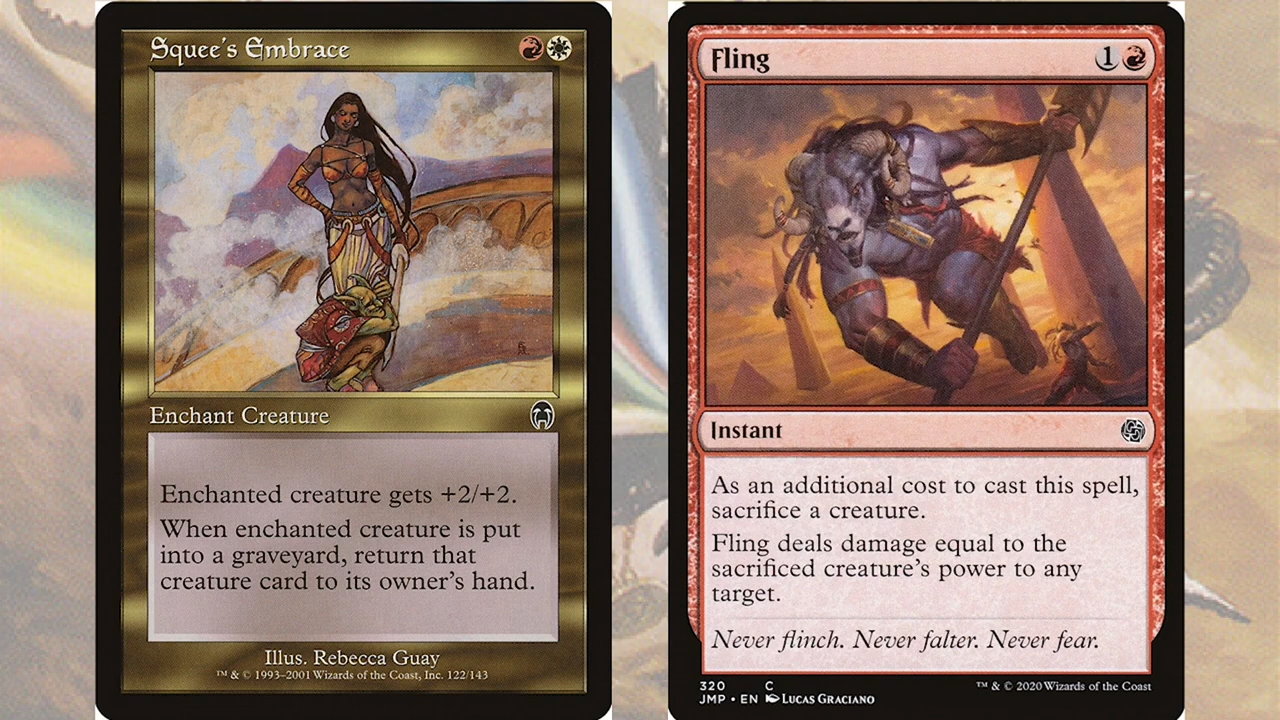 Squee's Embrace
Enchant Creature
Enchanted creature gets +2/+2.
When enchanted creature is put
into a graveyard, return that
creature card to its owner's hand.
Illus. Rebecca Guay
™ & © 1993–2001 Wizards of the Coast, Inc. 122/143
Fling 1
Instant
As an additional cost to cast this spell,
sacrifice a creature.
Fling deals damage equal to the
sacrificed creature's power to any
target.
Never flinch. Never falter. Never fear.
320 C
JMP • EN Lucas Graciano
™ & © 2020 Wizards of the Coast